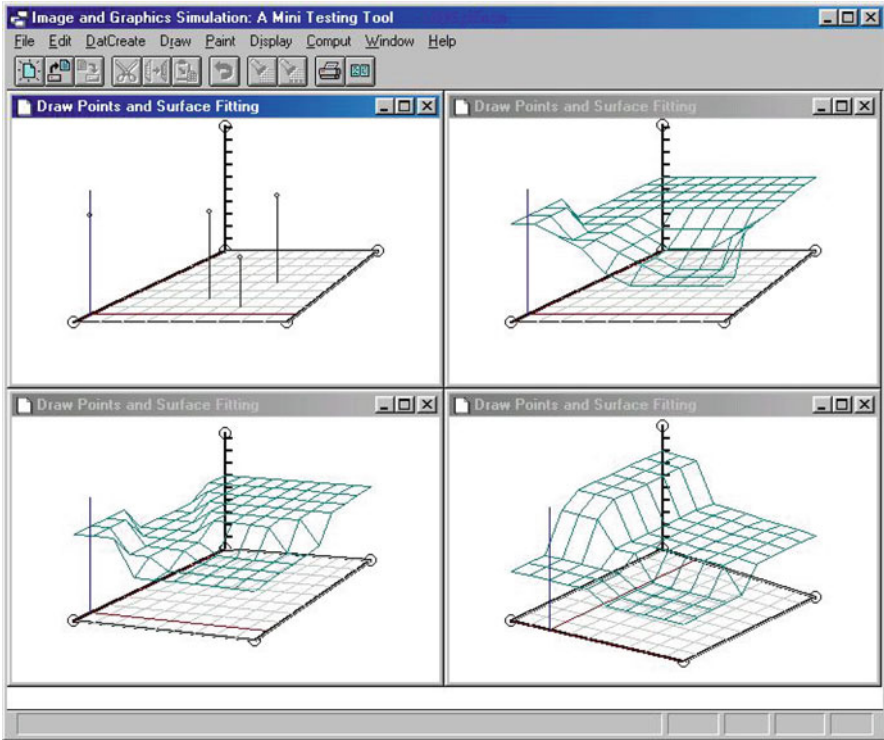 Image and Graphics Simulation: A Mini Testing Tool
File Edit DatCreate Draw Paint Display Comput Window Help
Draw Points and Surface Fitting
Draw Points and Surface Fitting
Draw Points and Surface Fitting
Draw Points and Surface Fitting